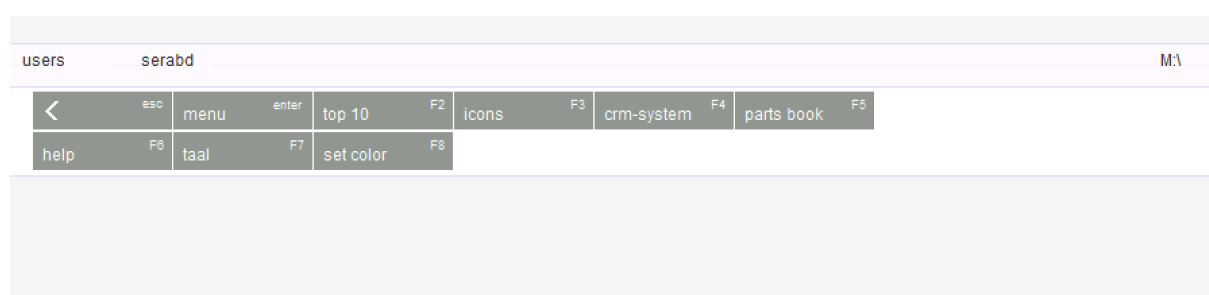 users serabd M:\
esc menu enter top 10 F2 icons F3 crm-system F4 parts book F5
help F6 taal F7 set color F8